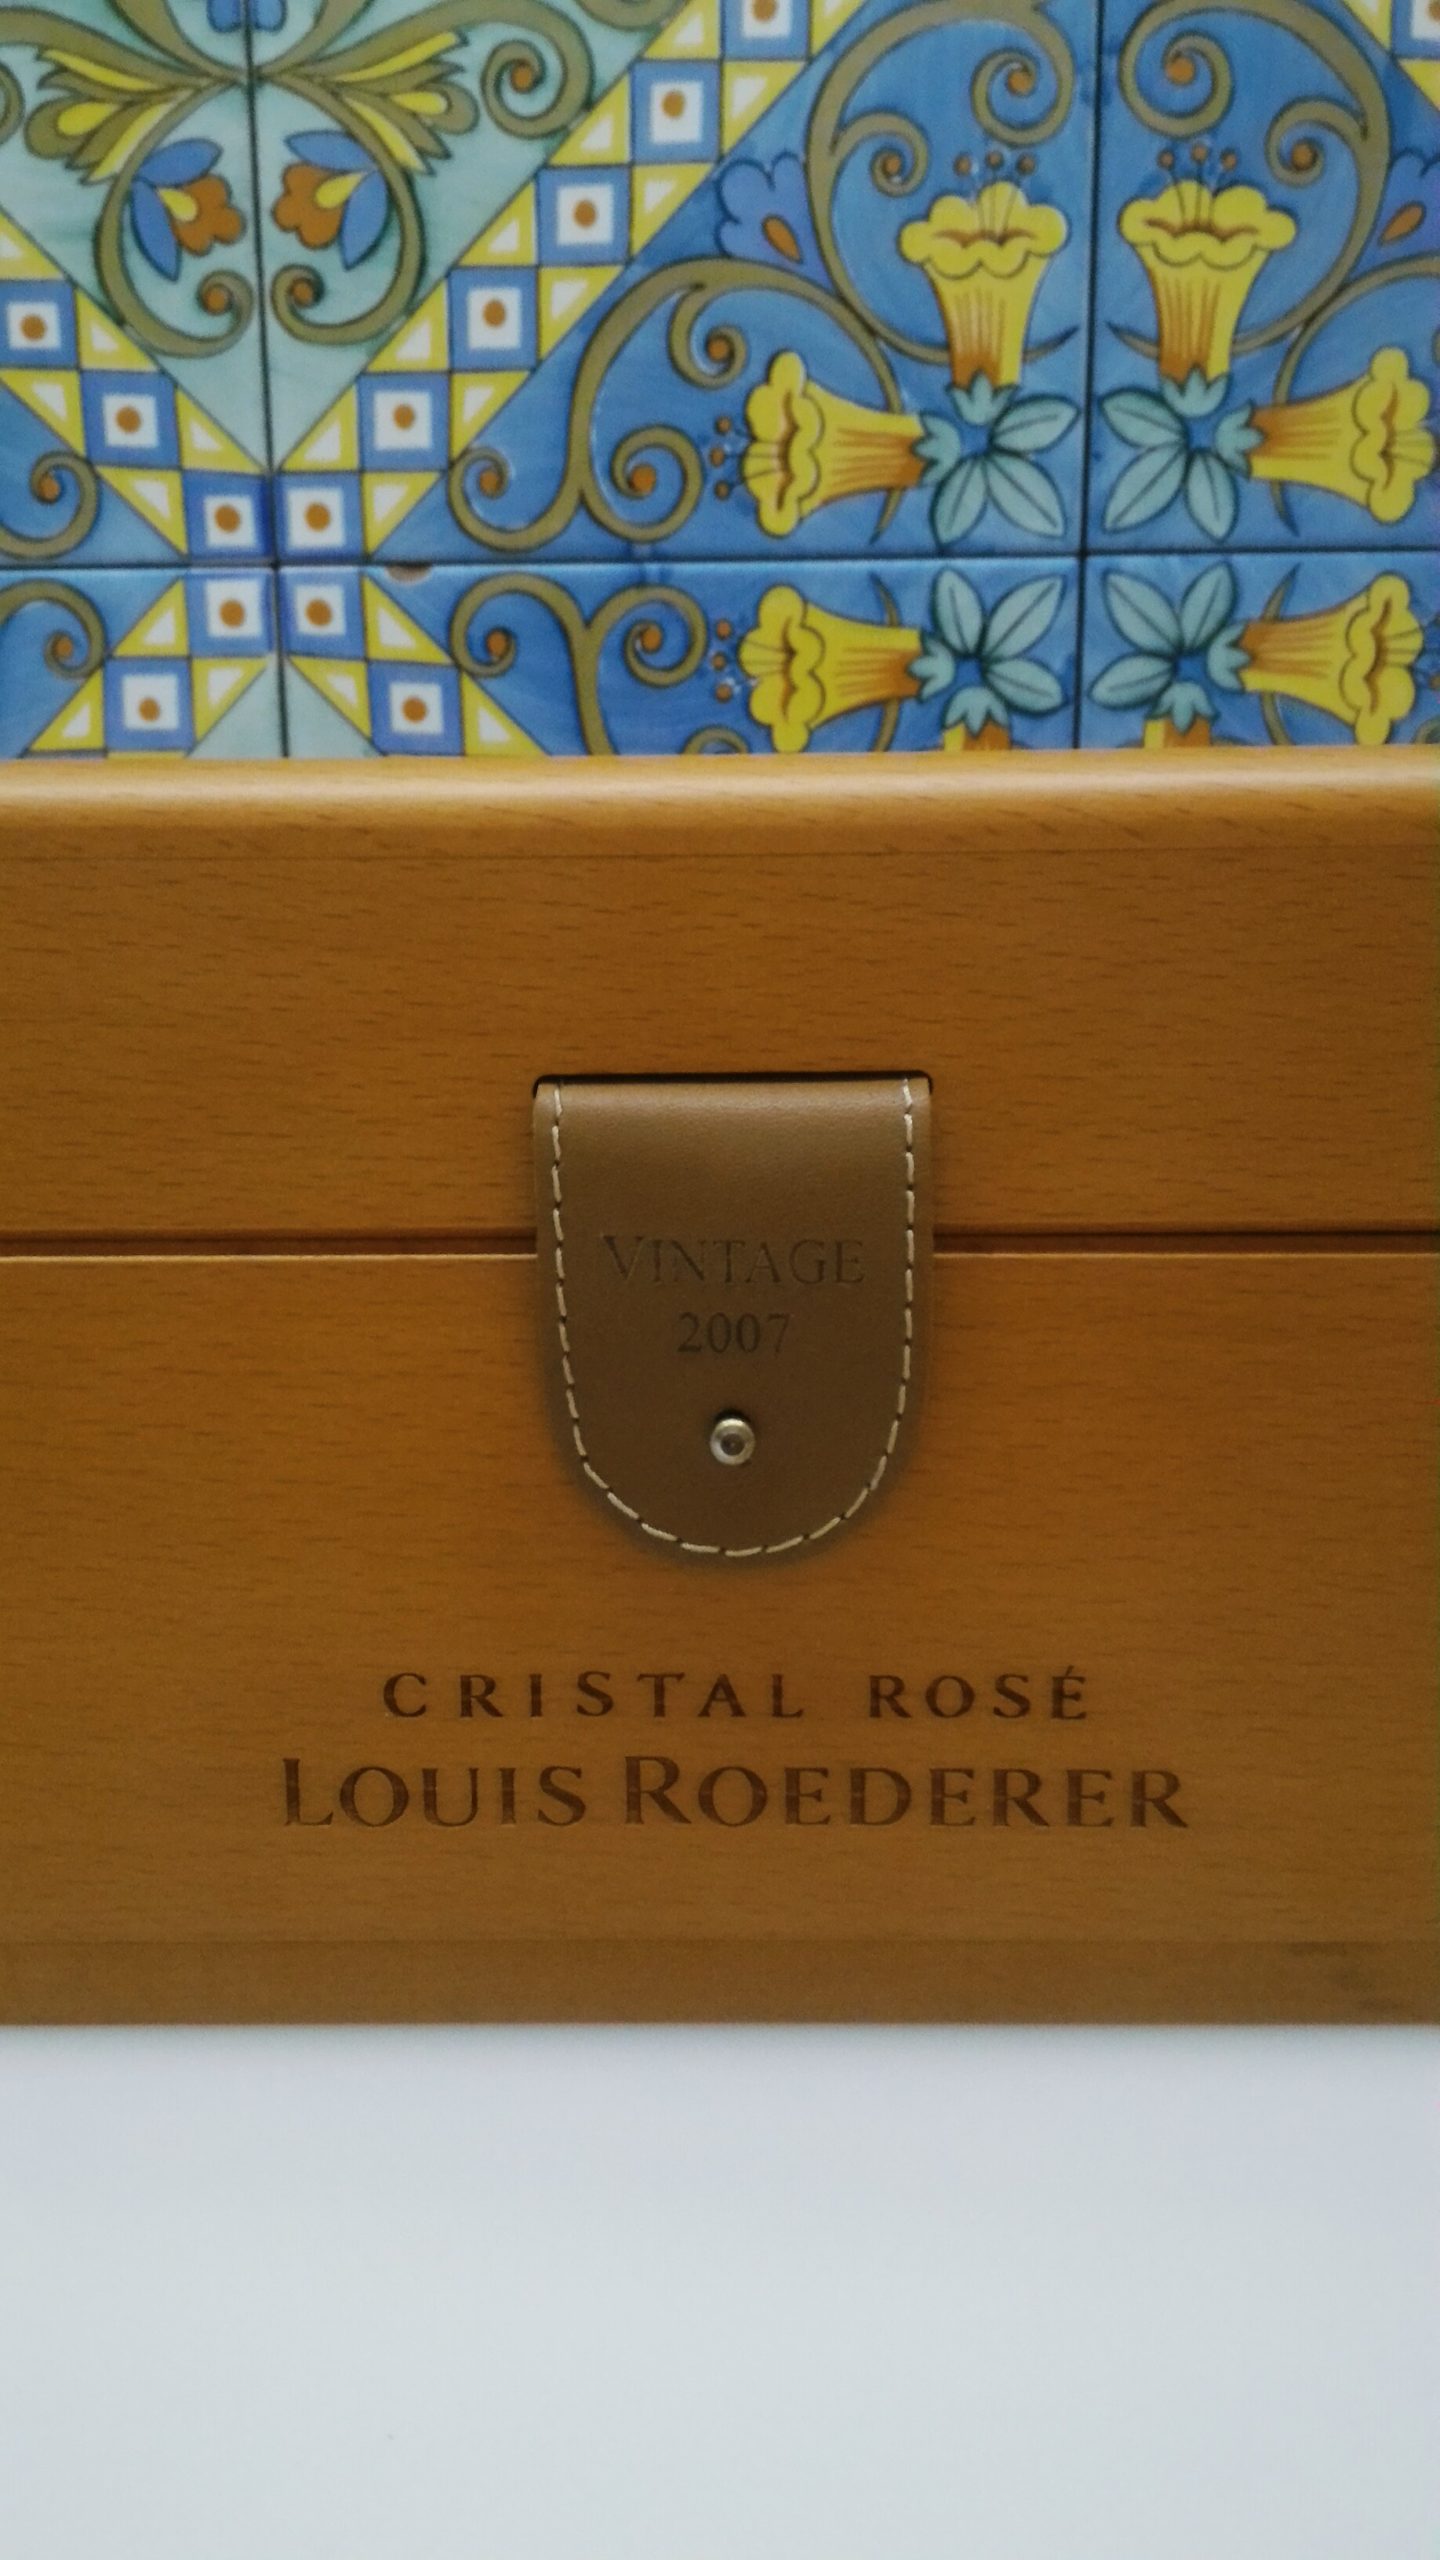 VINTAGE
2007
CRISTAL ROSÉ
LOUIS ROEDERER